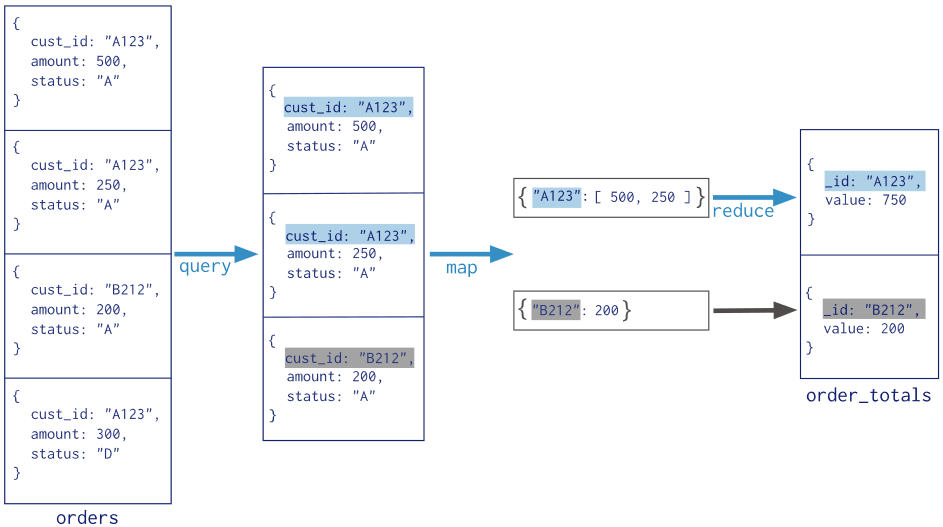 {
cust_id: "A123",
amount: 500,
status: "A"
}
{
cust_id: "A123",
amount: 250,
status: "A"
}
{
cust_id: "B212",
amount: 200,
status: "A"
}
{
cust_id: "A123",
amount: 300,
status: "D"
}
orders
query
{
cust_id: "A123",
amount: 500,
status: "A"
}
{
cust_id: "A123",
amount: 250,
status: "A"
}
{
cust_id: "B212",
amount: 200,
status: "A"
}
map
{"A123":[ 500, 250 ]}
{"B212": 200}
reduce
{
_id: "A123",
value: 750
}
{
_id: "B212",
value: 200
}
order_totals